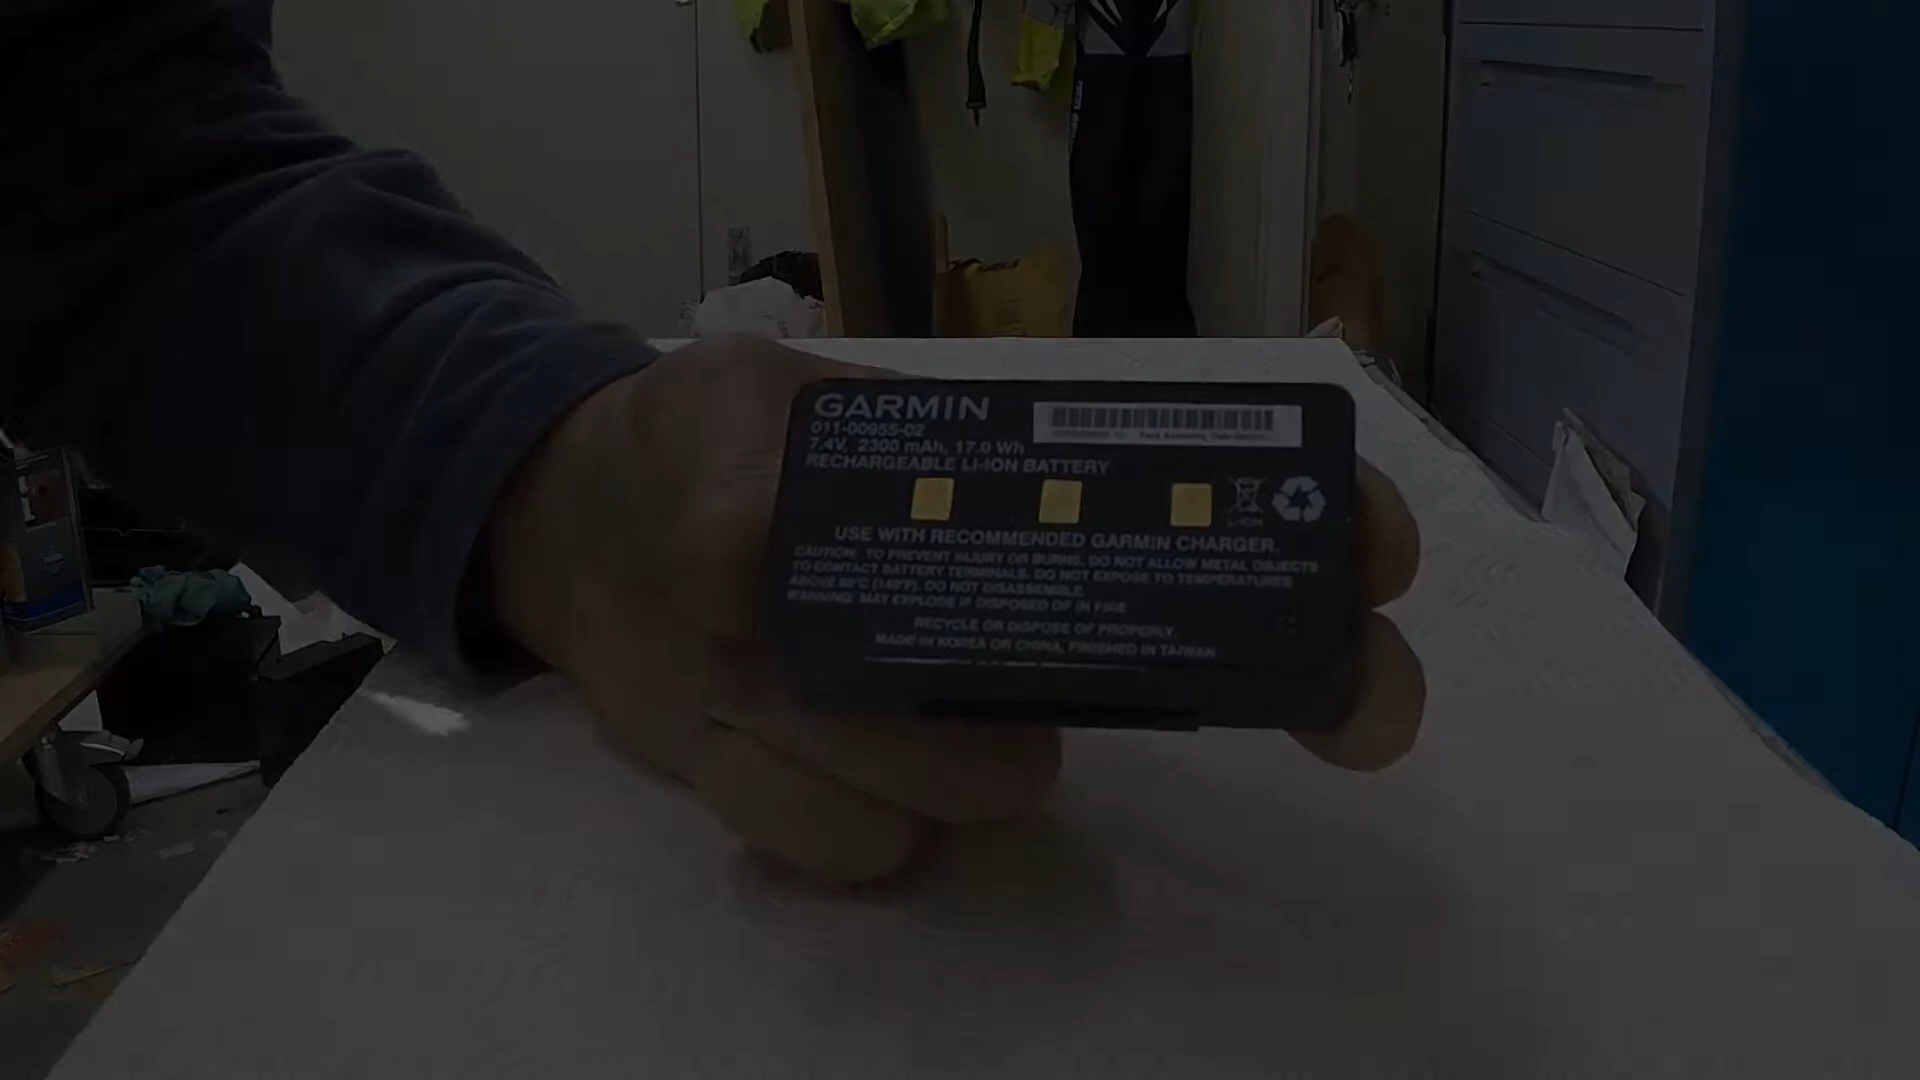 GARMIN
011-00955-02
7.4V, 2300 mAh, 17.0 Wh
RECHARGEABLE LI-ION BATTERY
LI-ION
USE WITH RECOMMENDED GARMIN CHARGER.
CAUTION: TO PREVENT INJURY OR BURNS, DO NOT ALLOW METAL OBJECTS
TO CONTACT BATTERY TERMINALS. DO NOT EXPOSE TO TEMPERATURES
ABOVE 60°C (140°F). DO NOT DISASSEMBLE.
WARNING: MAY EXPLODE IF DISPOSED OF IN FIRE
RECYCLE OR DISPOSE OF PROPERLY.
MADE IN KOREA OR CHINA, FINISHED IN TAIWAN